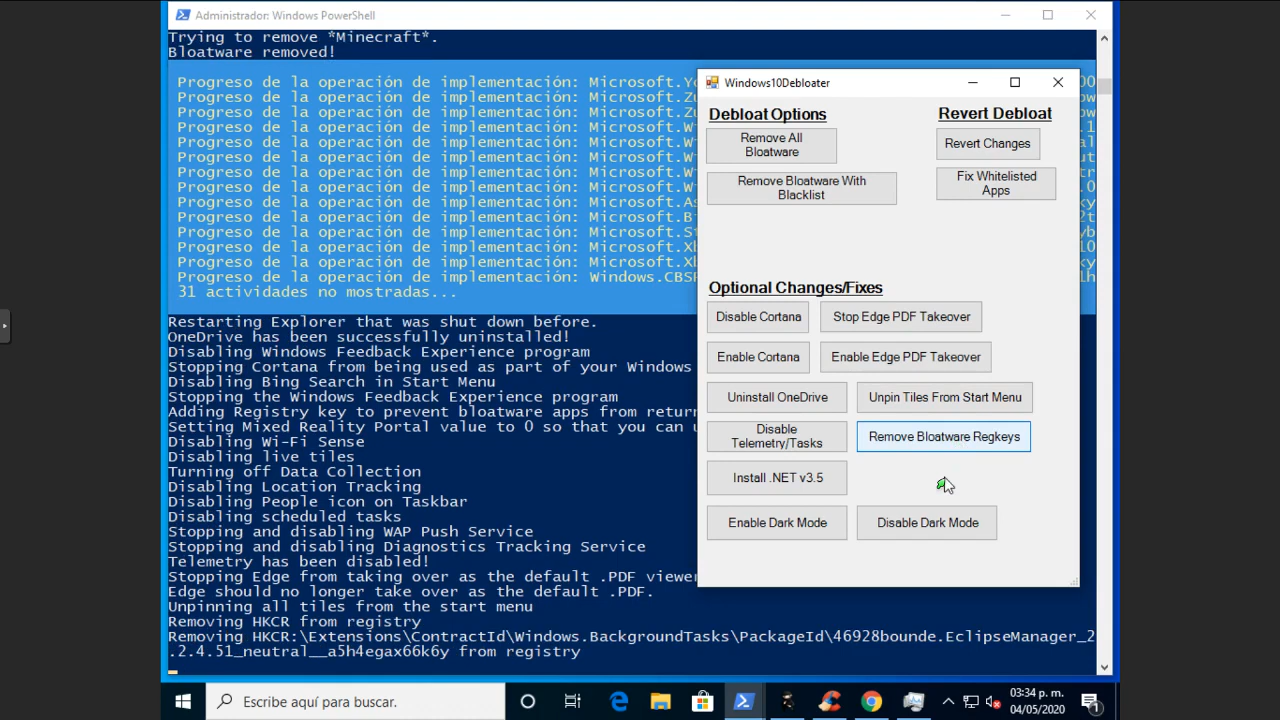 Administrador: Windows PowerShell
Trying to remove *Minecraft*.
Bloatware removed!
Progreso de la operación de implementación: Microsoft.Yo
Progreso de la operación de implementación: Microsoft.Zu
Progreso de la operación de implementación: Microsoft.Zu
Progreso de la operación de implementación: Microsoft.Wi
Progreso de la operación de implementación: Microsoft.Wi
Progreso de la operación de implementación: Microsoft.Wi
Progreso de la operación de implementación: Microsoft.Wi
Progreso de la operación de implementación: Microsoft.Wi
Progreso de la operación de implementación: Microsoft.As
Progreso de la operación de implementación: Microsoft.Bi
Progreso de la operación de implementación: Microsoft.St
Progreso de la operación de implementación: Microsoft.Xb
Progreso de la operación de implementación: Microsoft.Xb
Progreso de la operación de implementación: Windows.CBSP
31 actividades no mostradas...
Restarting Explorer that was shut down before.
OneDrive has been successfully uninstalled!
Disabling Windows Feedback Experience program
Stopping Cortana from being used as part of your Windows
Disabling Bing Search in Start Menu
Stopping the Windows Feedback Experience program
Adding Registry key to prevent bloatware apps from retur
Setting Mixed Reality Portal value to 0 so that you can u
Disabling Wi-Fi Sense
Disabling live tiles
Turning off Data Collection
Disabling Location Tracking
Disabling People icon on Taskbar
Disabling scheduled tasks
Stopping and disabling WAP Push Service
Stopping and disabling Diagnostics Tracking Service
Telemetry has been disabled!
Stopping Edge from taking over as the default .PDF viewer
Edge should no longer take over as the default .PDF.
Unpinning all tiles from the start menu
Removing HKCR from registry
Removing HKCR:\Extensions\ContractId\Windows.BackgroundTasks\PackageId\46928bounde.EclipseManager_2
.2.4.51_neutral__a5h4egax66k6y from registry
Windows10Debloater
Debloat Options
Revert Debloat
Remove All
Bloatware
Revert Changes
Remove Bloatware With
Blacklist
Fix Whitelisted
Apps
Optional Changes/Fixes
Disable Cortana
Stop Edge PDF Takeover
Enable Cortana
Enable Edge PDF Takeover
Uninstall OneDrive
Unpin Tiles From Start Menu
Disable
Telemetry/Tasks
Remove Bloatware Regkeys
Install .NET v3.5
Enable Dark Mode
Disable Dark Mode
Escribe aquí para buscar.
03:34 p. m.
04/05/2020
1